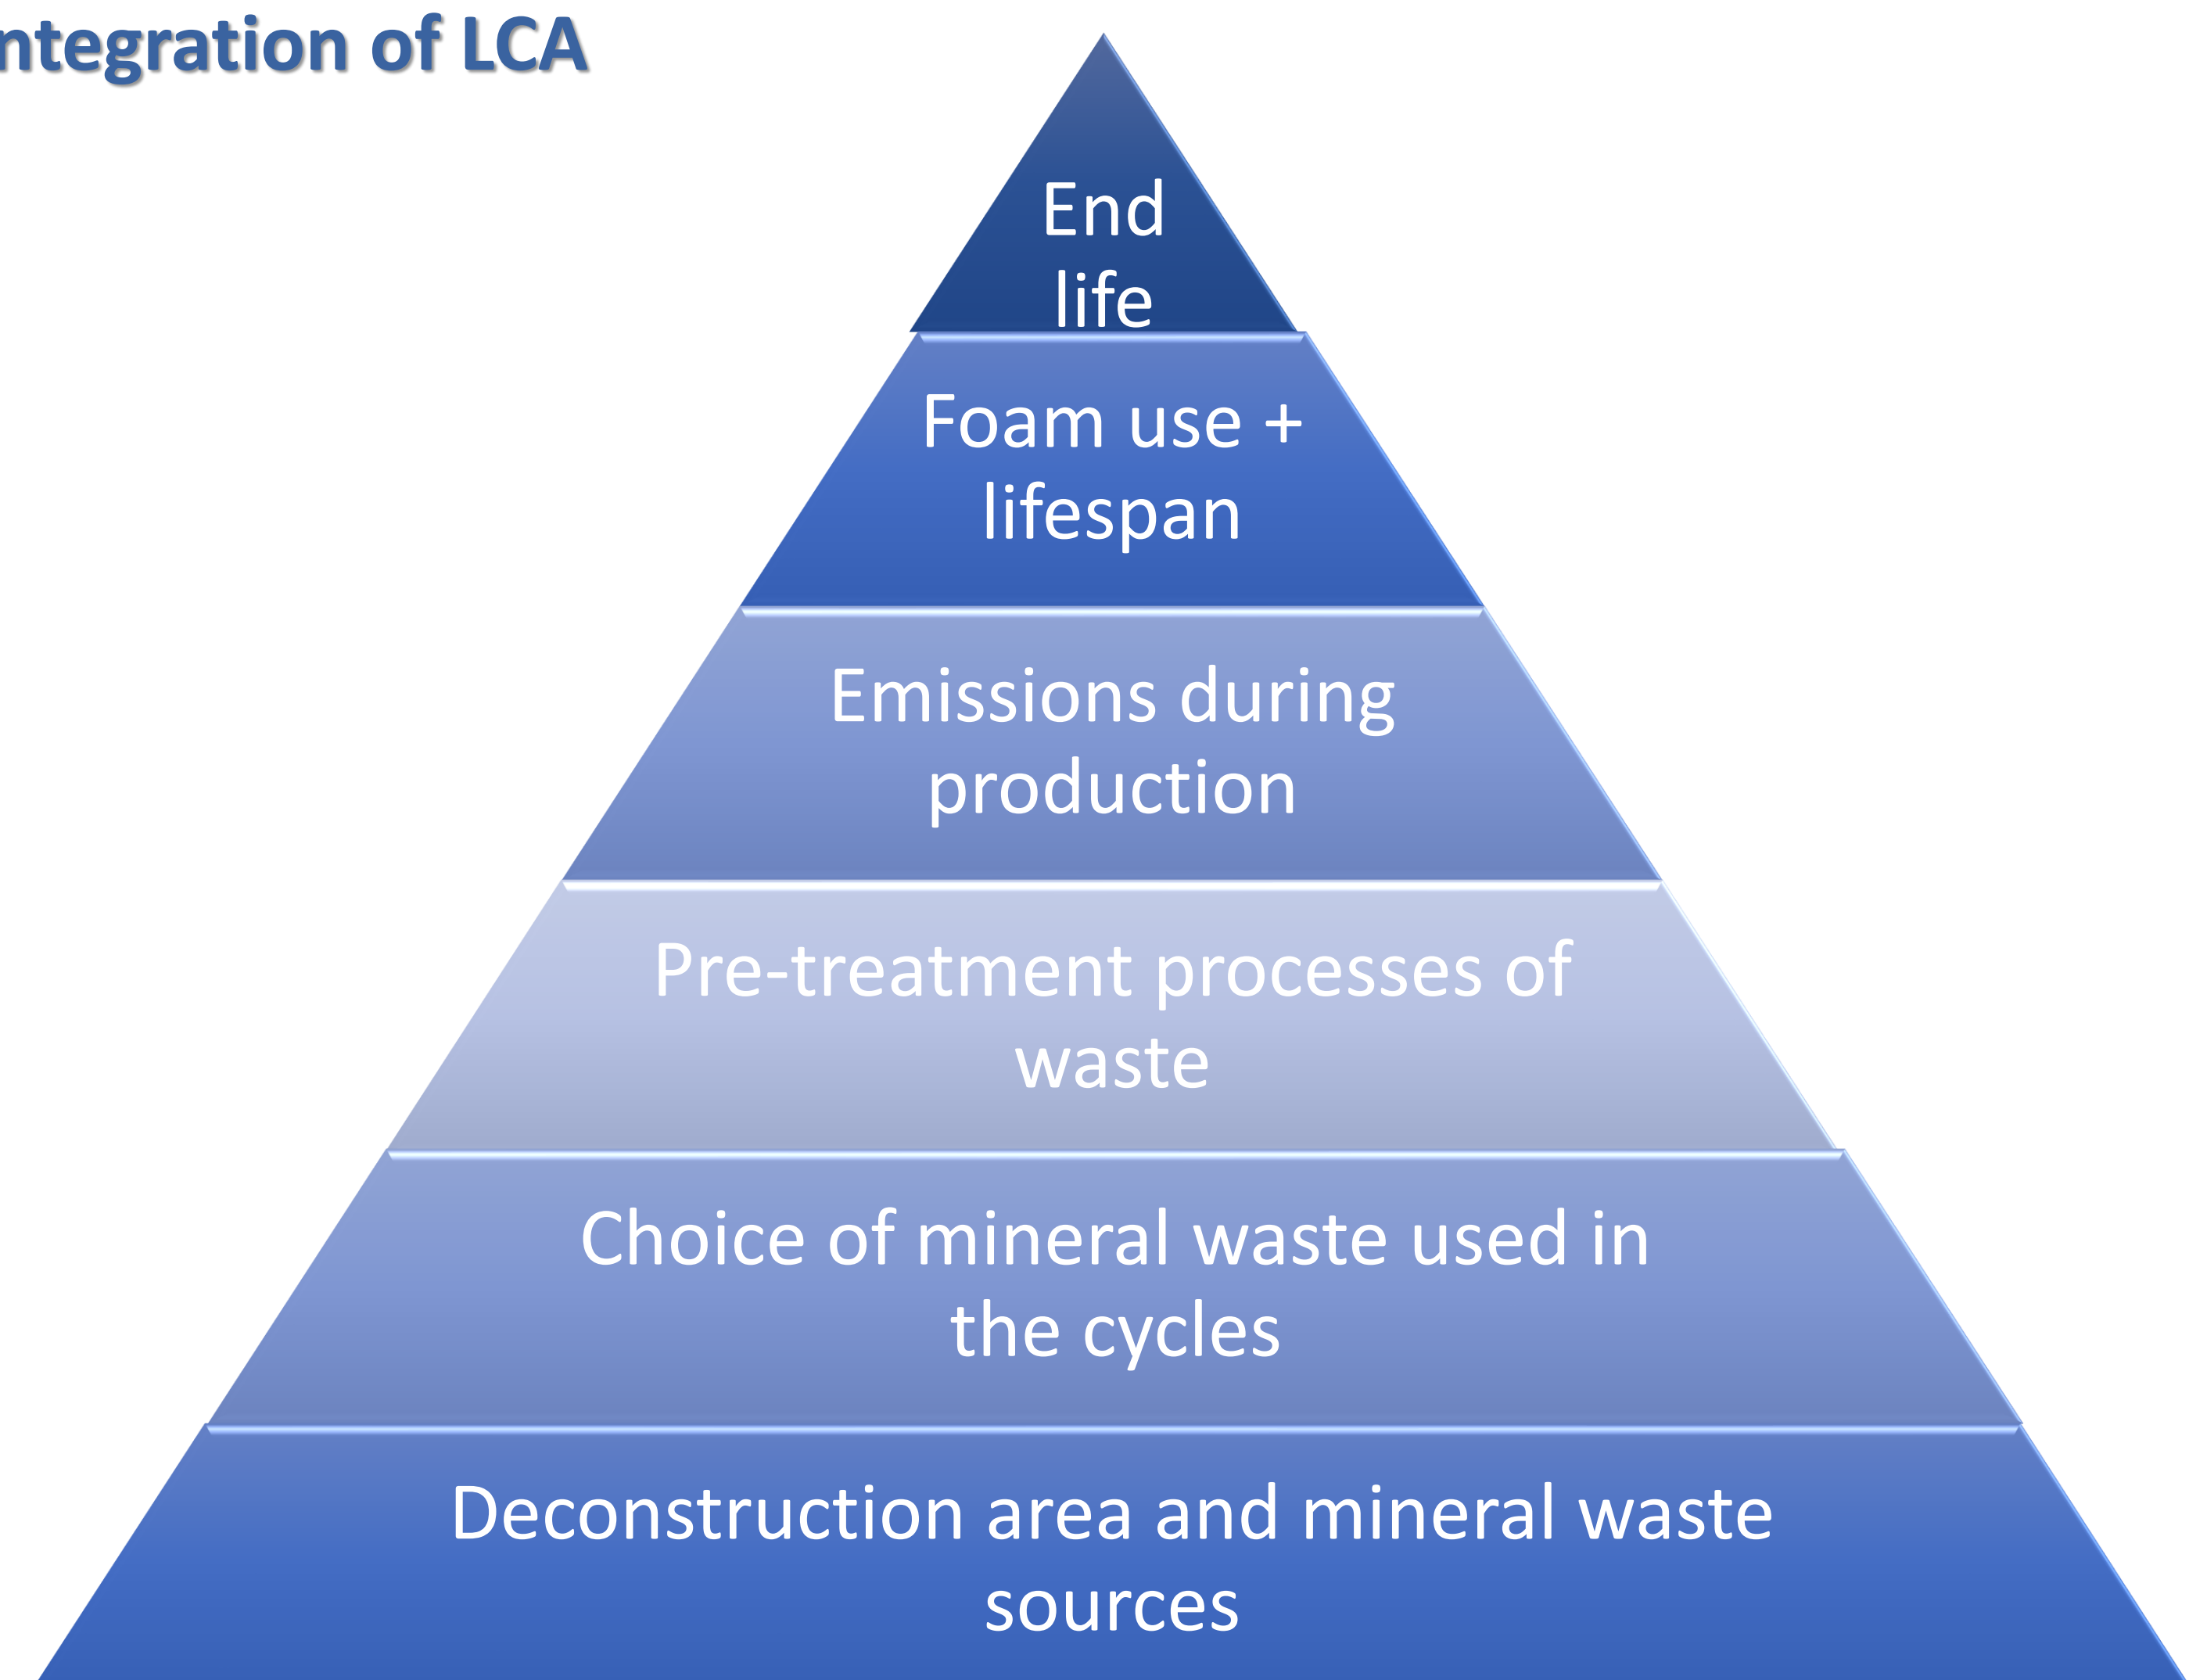 ntegration of LCA
End
life
Foam use +
lifespan
Emissions during
production
Pre-treatment processes of
waste
Choice of mineral waste used in
the cycles
Deconstruction area and mineral waste
sources